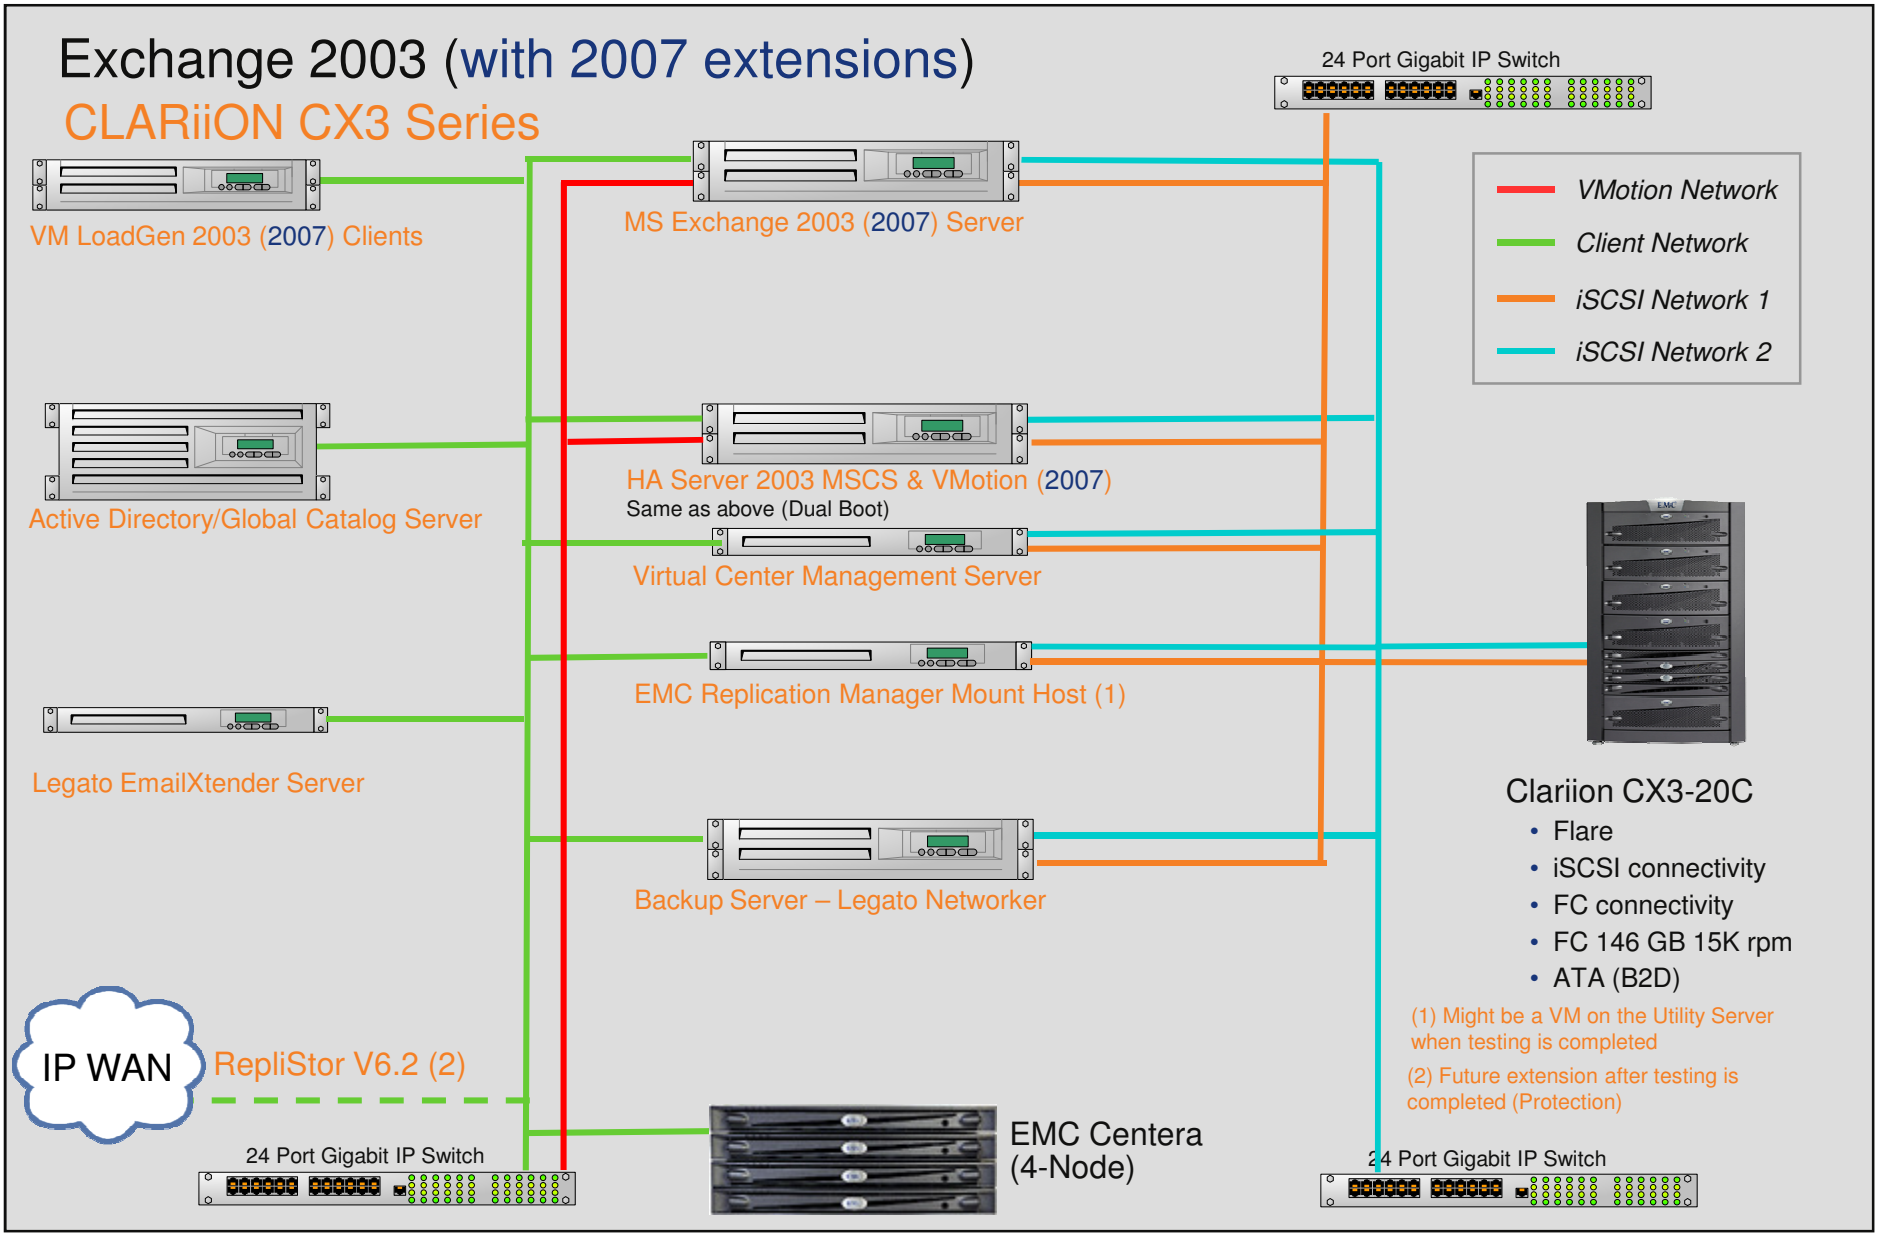 Exchange 2003 (with 2007 extensions)
CLARiiON CX3 Series
24 Port Gigabit IP Switch
VM LoadGen 2003 (2007) Clients
MS Exchange 2003 (2007) Server
VMotion Network
Client Network
iSCSI Network 1
iSCSI Network 2
Active Directory/Global Catalog Server
HA Server 2003 MSCS & VMotion (2007)
Same as above (Dual Boot)
Virtual Center Management Server
EMC Replication Manager Mount Host (1)
Legato EmailXtender Server
Backup Server – Legato Networker
EMC
Clariion CX3-20C
• Flare
• iSCSI connectivity
• FC connectivity
• FC 146 GB 15K rpm
• ATA (B2D)
(1) Might be a VM on the Utility Server
when testing is completed
(2) Future extension after testing is
completed (Protection)
IP WAN
RepliStor V6.2 (2)
24 Port Gigabit IP Switch
EMC Centera
(4-Node)
24 Port Gigabit IP Switch